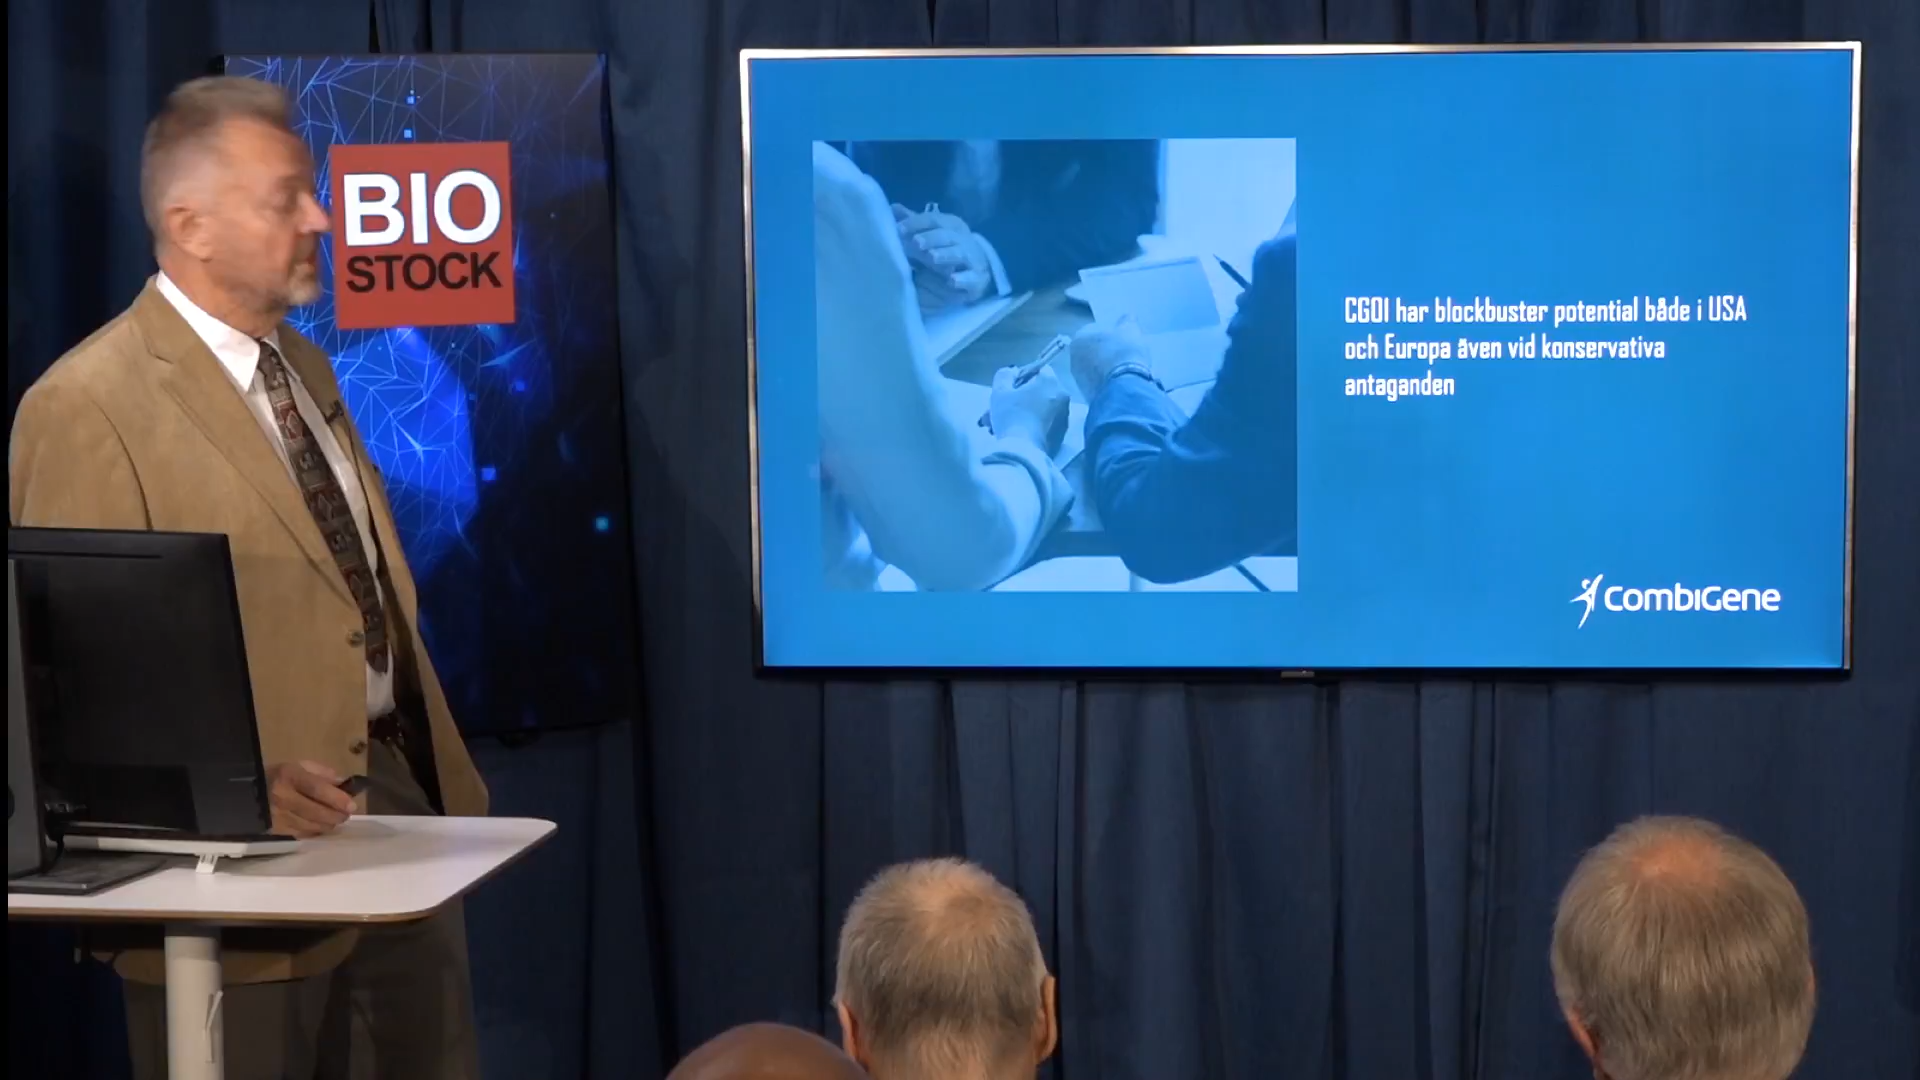 BIO
STOCK
CG01 har blockbuster potential både i USA
och Europa även vid konservativa
antaganden
CombiGene